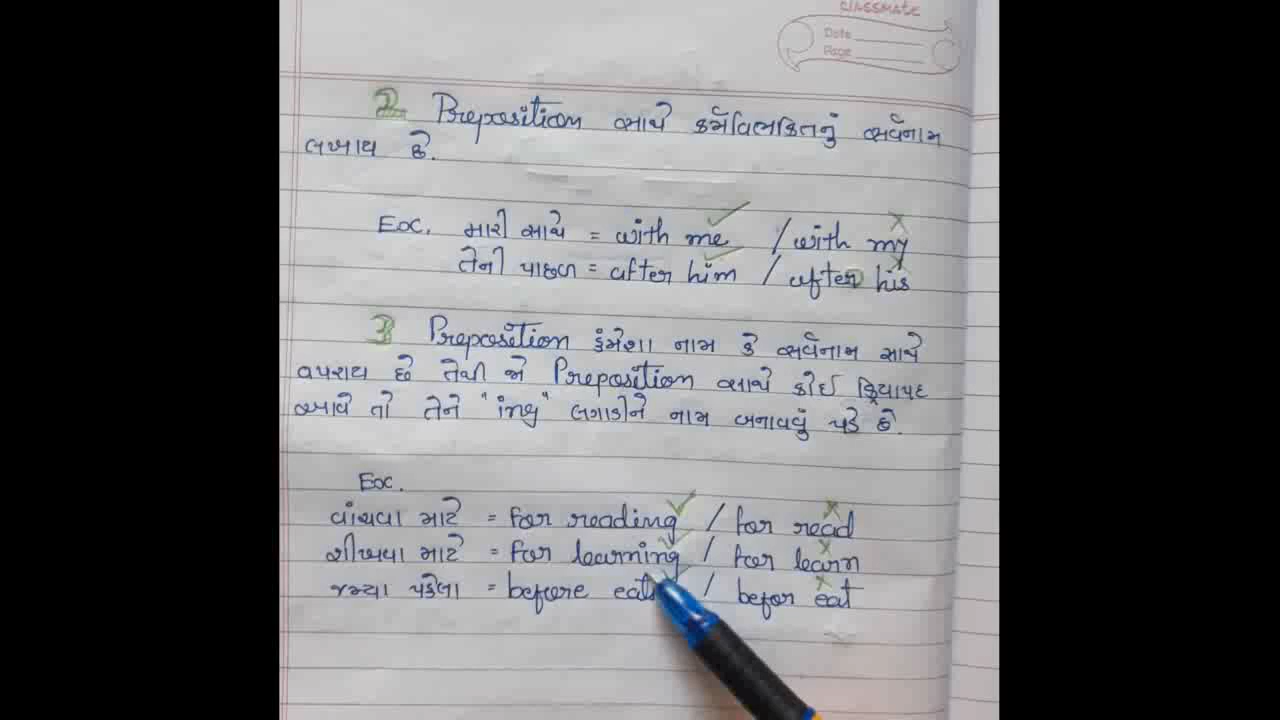 CLASSMATE
Date
Page
2 Preposition સાથે કર્મવિભક્તિનું સર્વનામ
લખાય છે.
Ex. મારી સાથે = with me / with my
તેની પાછળ = after him / after his
3 Preposition હંમેશા નામ કે સર્વનામ સાથે
વપરાય છે તેથી જો Preposition સાથે કોઈ ક્રિયાપદ
આવે તો તેને "ing" લગાડીને નામ બનાવવું પડે છે.
Ex.
વાંચવા માટે = for reading / for read
શીખવા માટે = for learning / for learn
જમ્યા પહેલા = before / befor eat